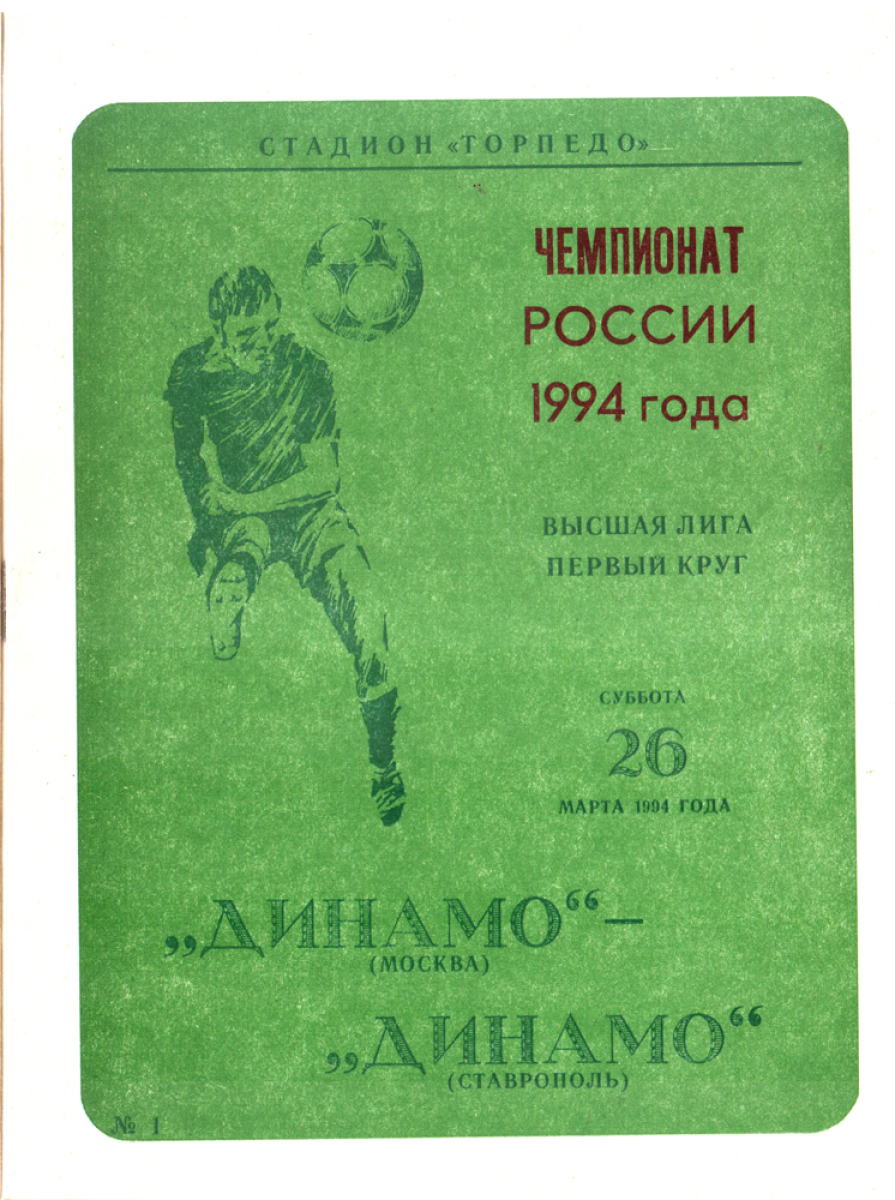 СТАДИОН «ТОРПЕДО»
ЧЕМПИОНАТ
РОССИИ
1994 года
ВЫСШАЯ ЛИГА
ПЕРВЫЙ КРУГ
СУББОТА
26
МАРТА 1994 ГОДА
„ДИНАМО“ –
(МОСКВА)
„ДИНАМО“
(СТАВРОНОЛЬ)
№ 1